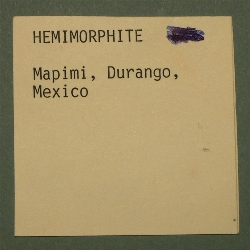 HEMIMORPHITE
Mapimi, Durango,
Mexico